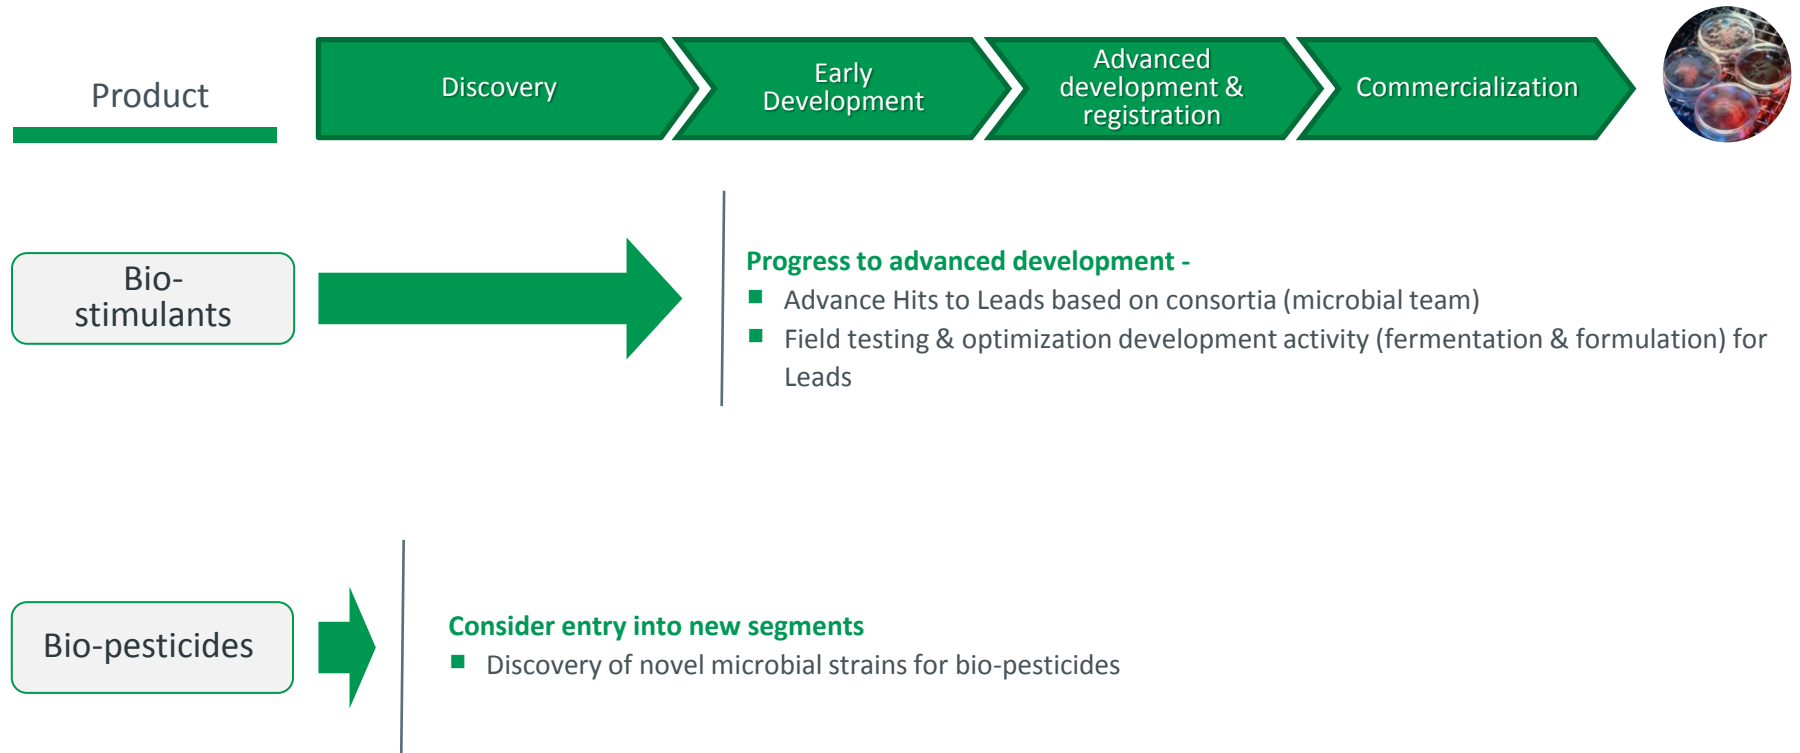 Product
Discovery
Early
Development
Advanced
development &
registration
Commercialization
Bio-
stimulants
Progress to advanced development -
Advance Hits to Leads based on consortia (microbial team)
Field testing & optimization development activity (fermentation & formulation) for
Leads
Bio-pesticides
Consider entry into new segments
Discovery of novel microbial strains for bio-pesticides